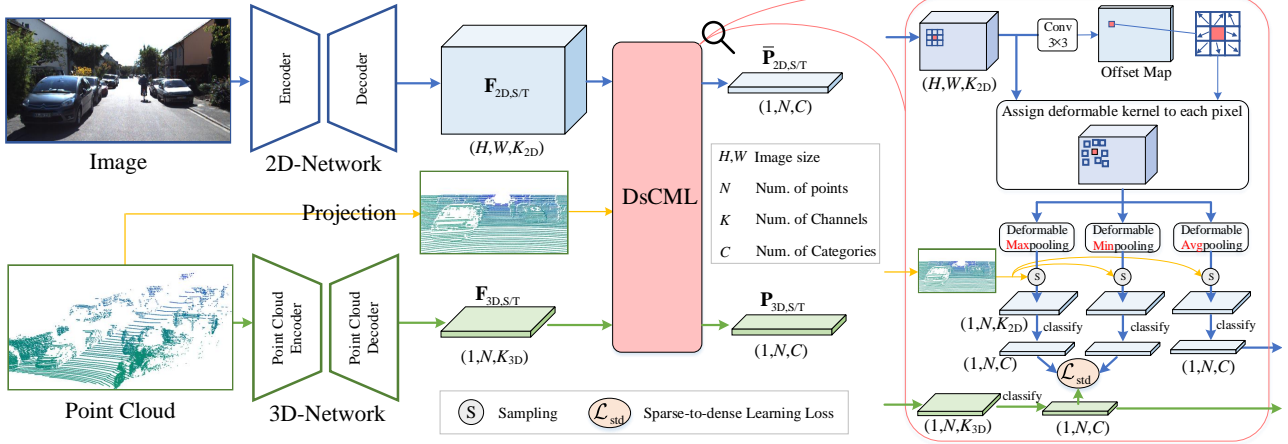 Image
Encoder
Decoder
2D-Network
F2D,S/T
(H,W,K2D)
Projection
Point Cloud
Point Cloud
Encoder
Point Cloud
Decoder
3D-Network
F3D,S/T
(1,N,K3D)
DsCML
P̅2D,S/T
(1,N,C)
H,W Image size
N Num. of points
K Num. of Channels
C Num. of Categories
P3D,S/T
(1,N,C)
S Sampling
ℒstd Sparse-to-dense Learning Loss
(H,W,K2D)
Conv
3×3
Offset Map
Assign deformable kernel to each pixel
Deformable
Maxpooling
Deformable
Minpooling
Deformable
Avgpooling
S
S
S
(1,N,K2D)
classify
classify
classify
(1,N,C)
(1,N,C)
ℒstd
(1,N,K3D)
classify
(1,N,C)